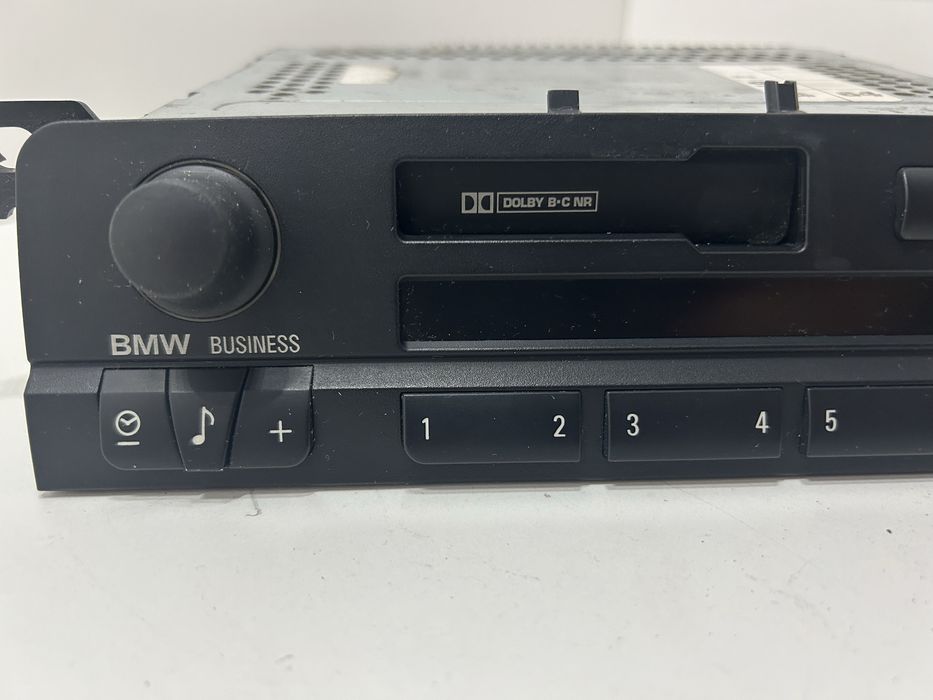 DOLBY B·C NR
BMW BUSINESS
+ 1 2 3 4 5